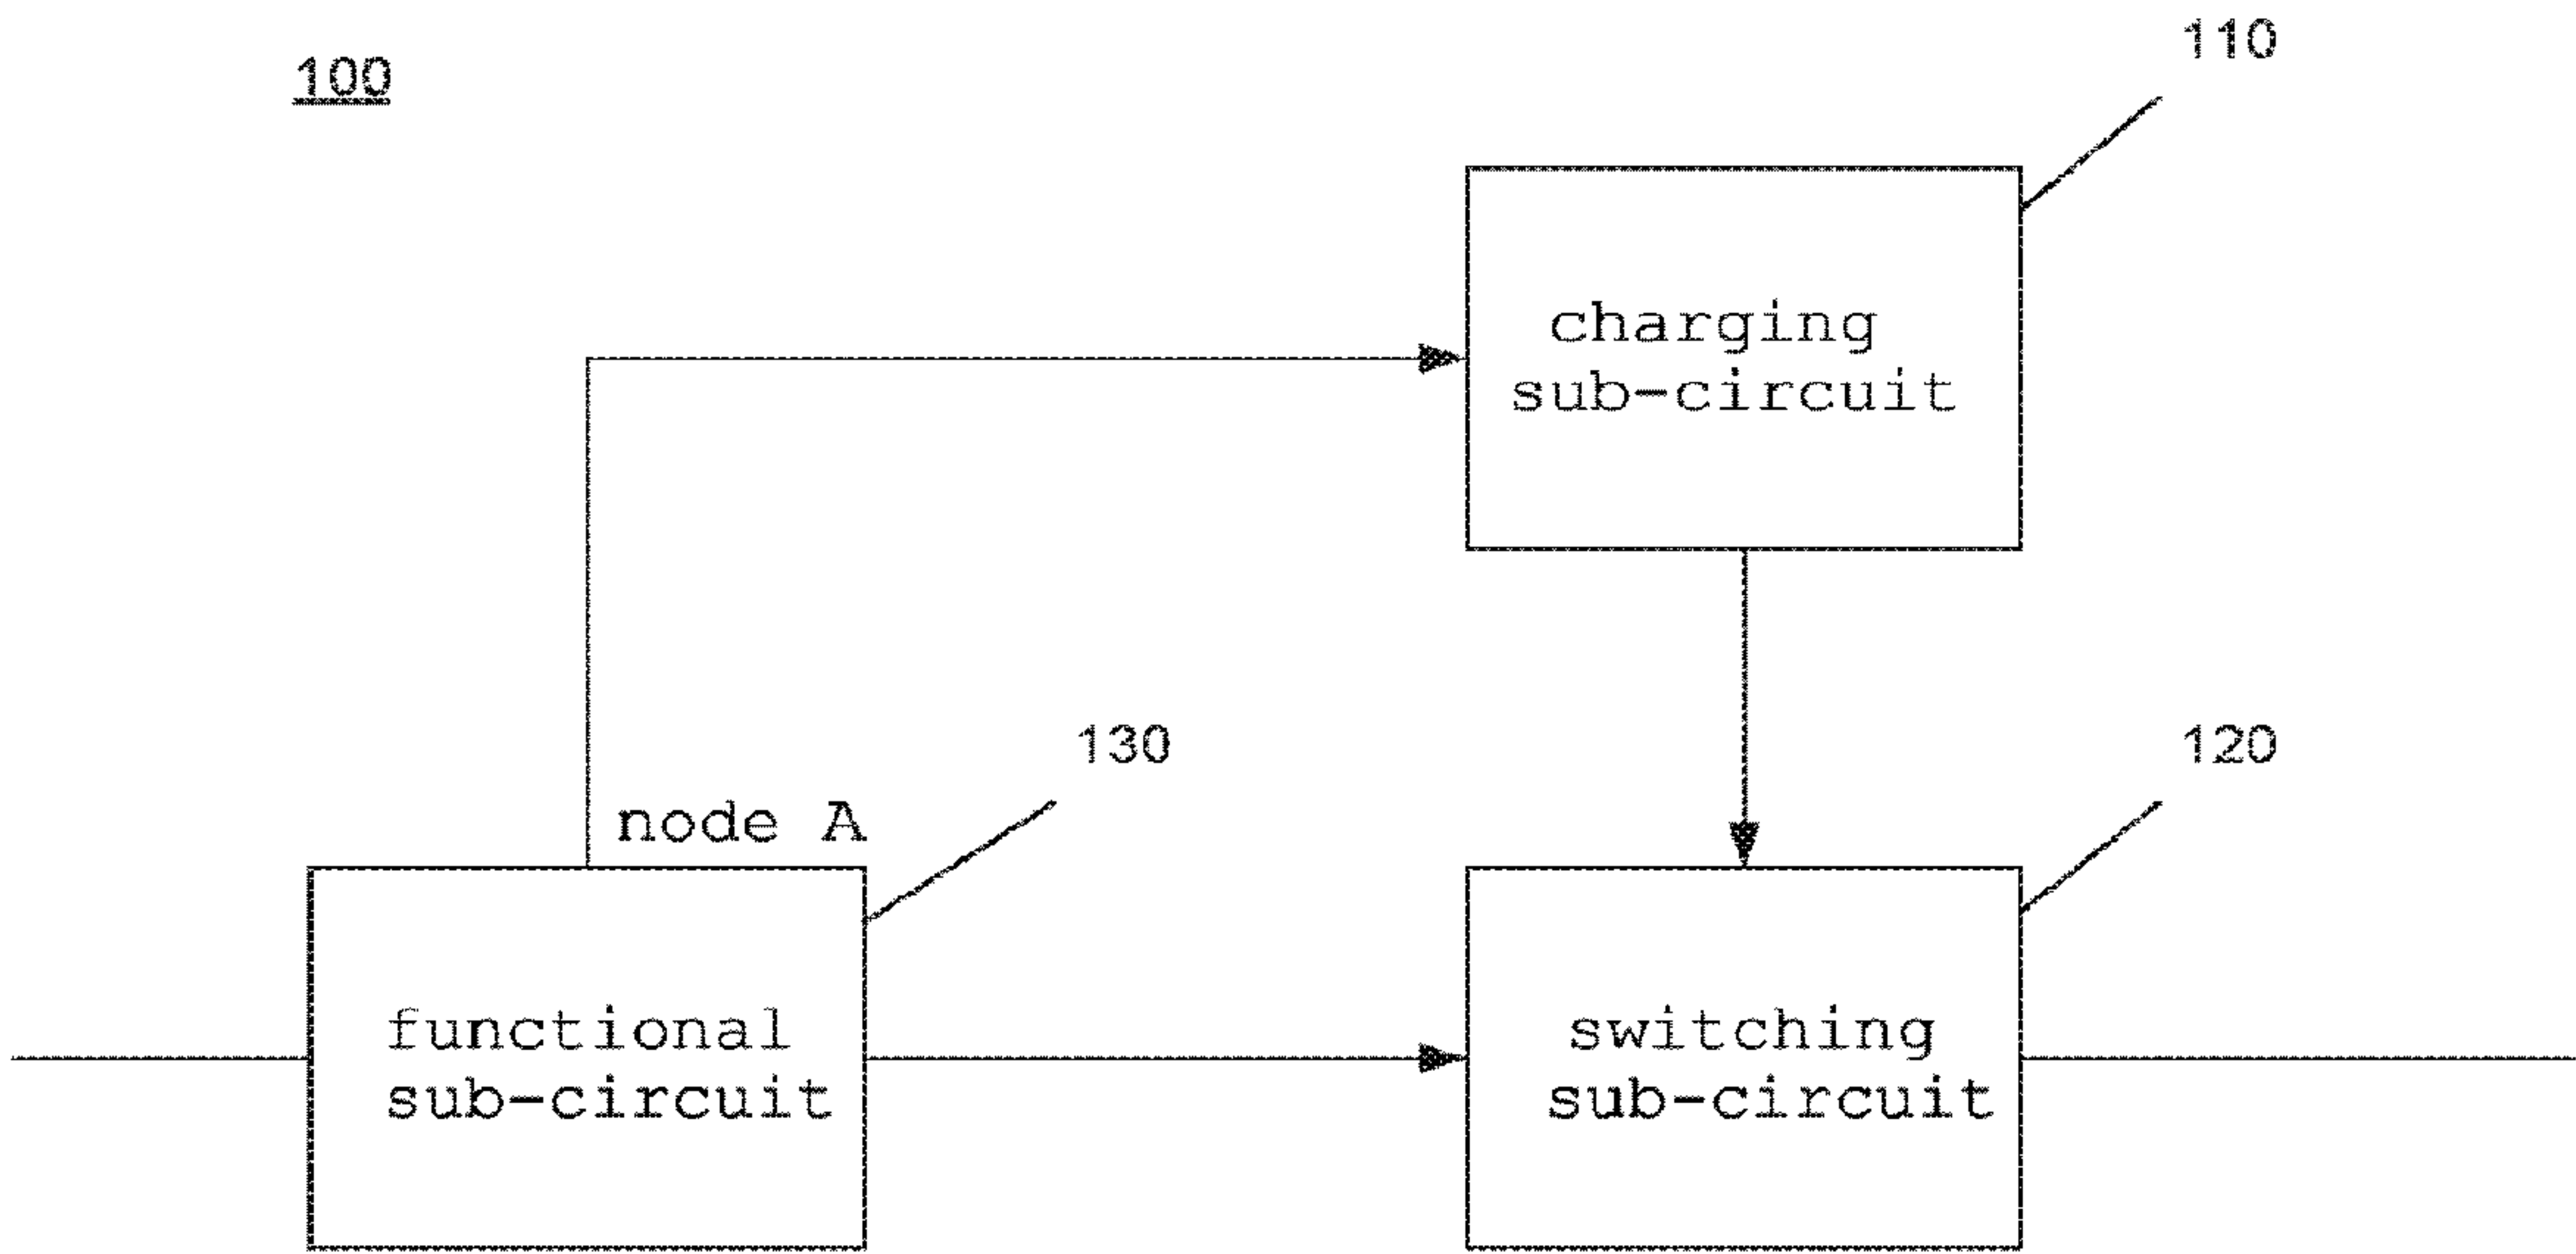 110
100
charging
sub-circuit
130
120
node A
functional
sub-circuit
switching
sub-circuit